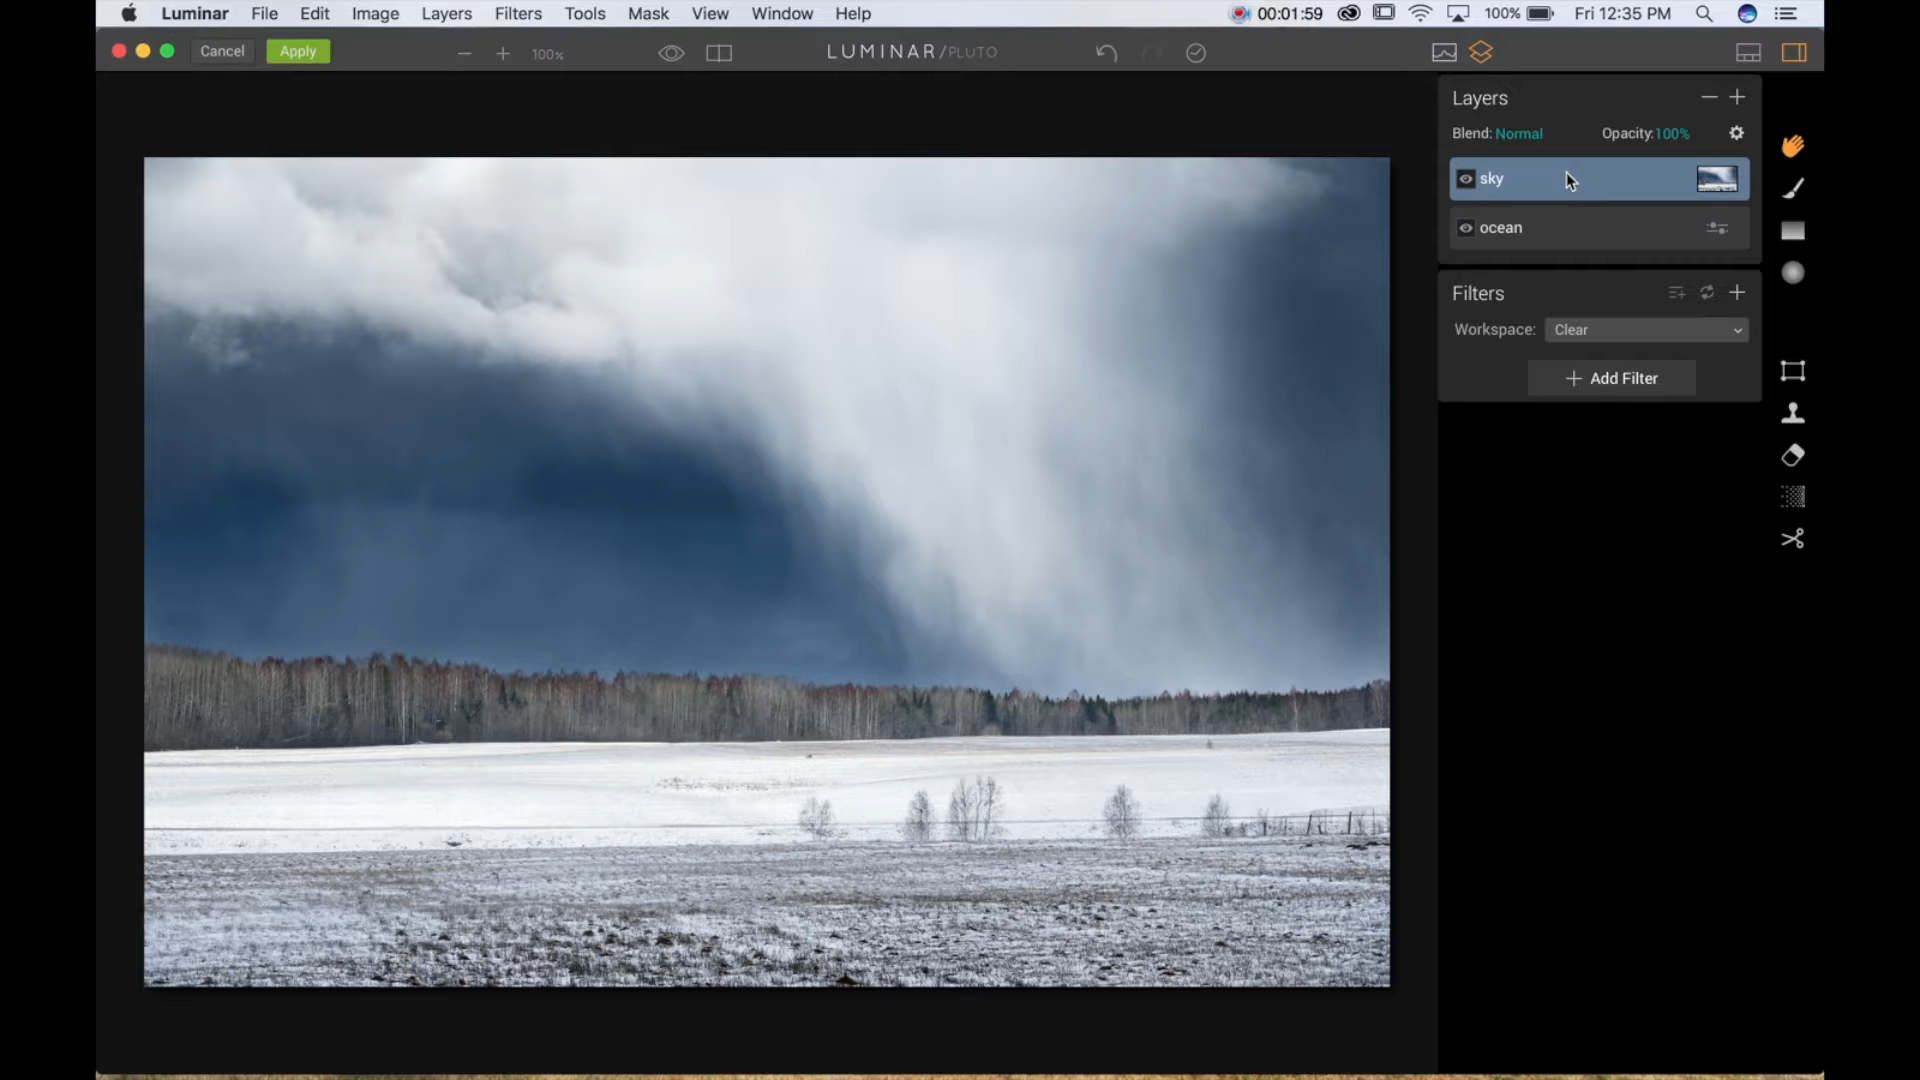 Luminar File Edit Image Layers Filters Tools Mask View Window Help 00:01:59 100% Fri 12:35 PM
Cancel Apply 100% LUMINAR/PLUTO
Layers
Blend: Normal Opacity:100%
sky
ocean
Filters
Workspace: Clear
Add Filter